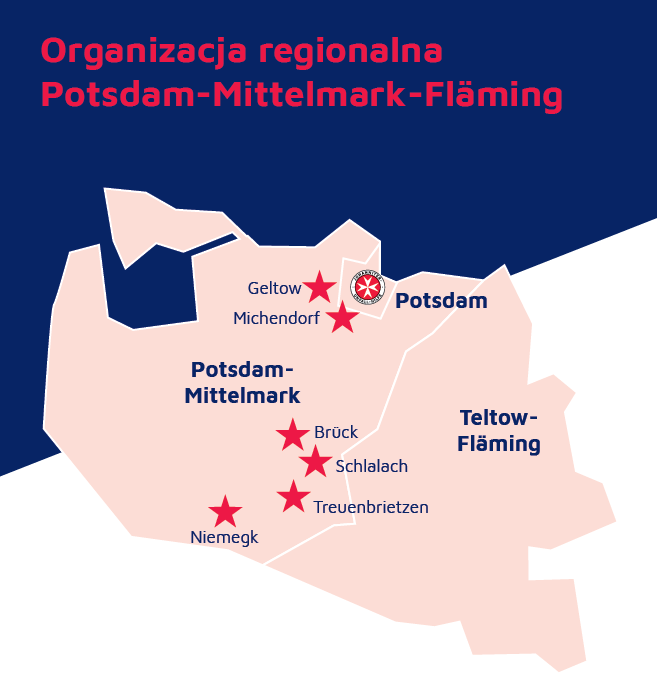 Organizacja regionalna
Potsdam-Mittelmark-Fläming
Geltow
Potsdam
Michendorf
Potsdam-
Mittelmark
Teltow-
Fläming
Brück
Schlalach
Treuenbrietzen
Niemegk